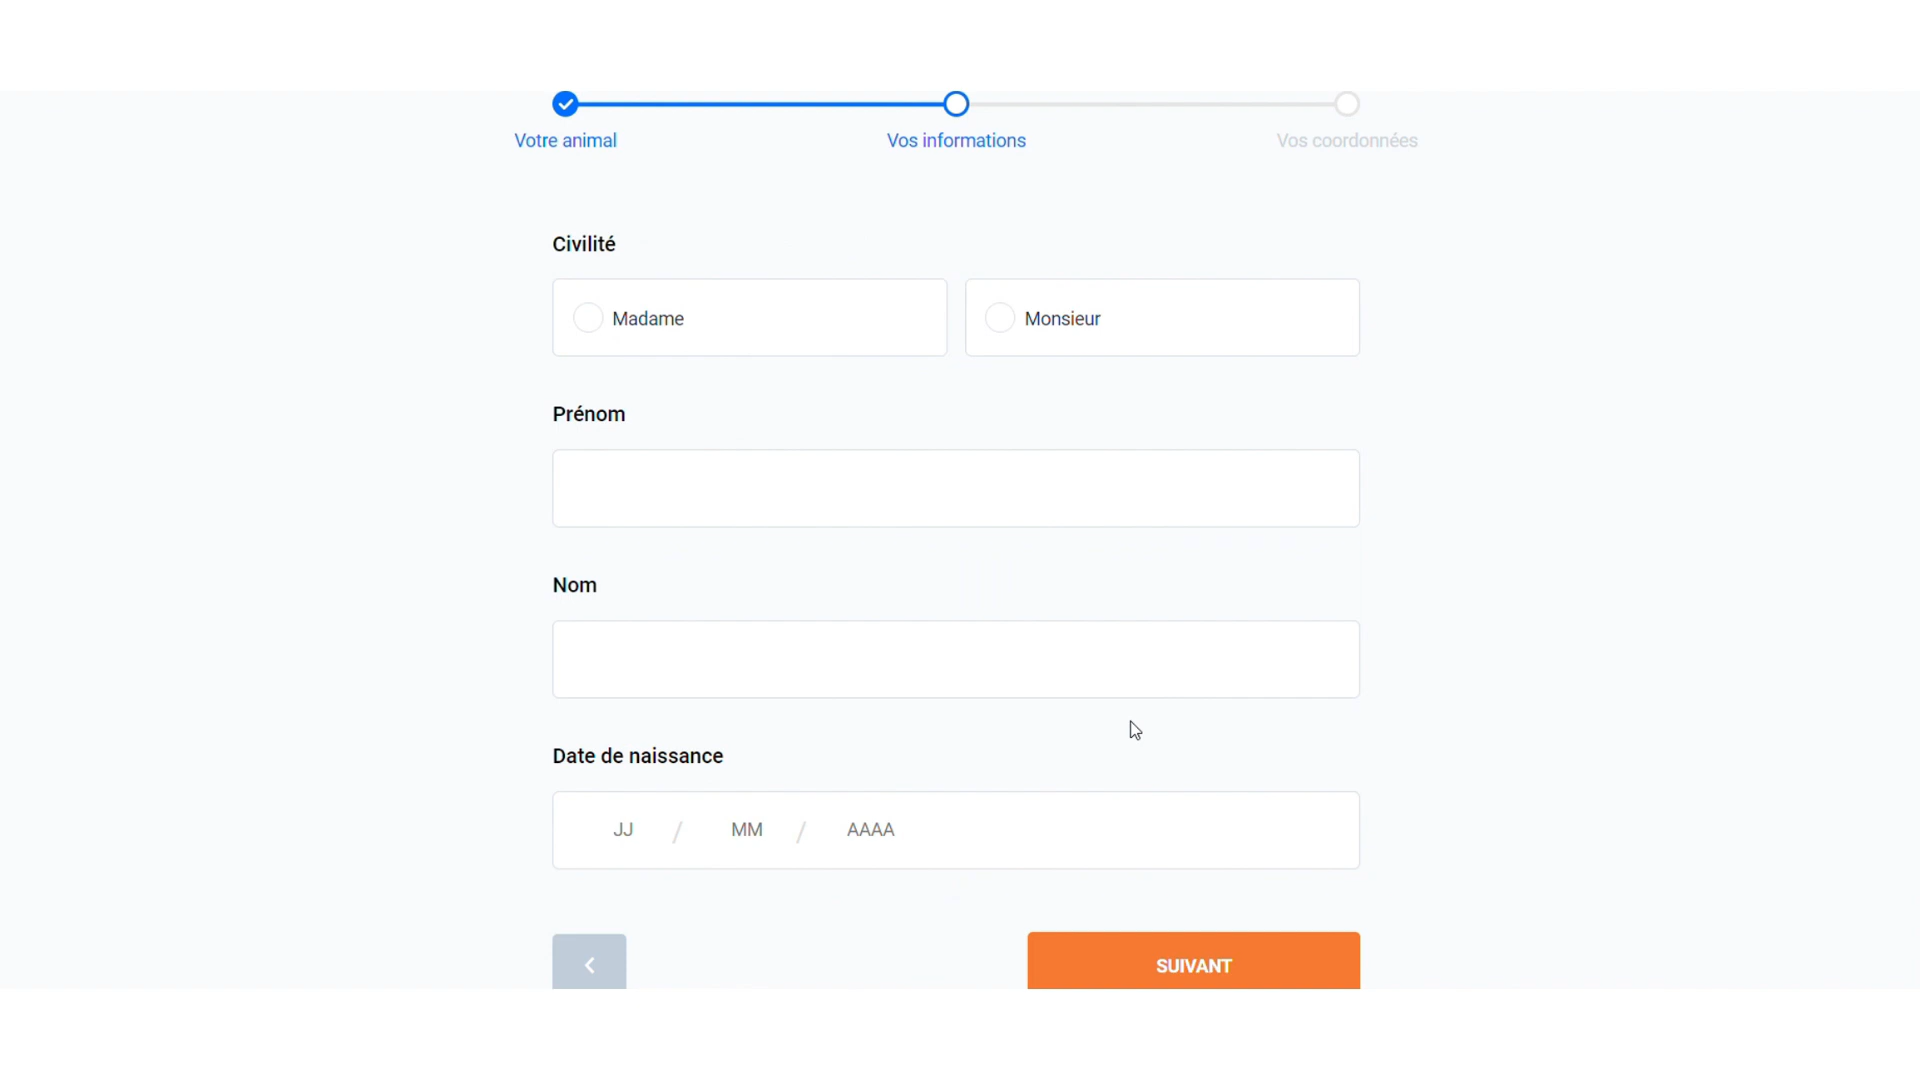 Votre animal Vos informations Vos coordonnées
Civilité
Madame Monsieur
Prénom
Nom
Date de naissance
JJ / MM / AAAA
SUIVANT